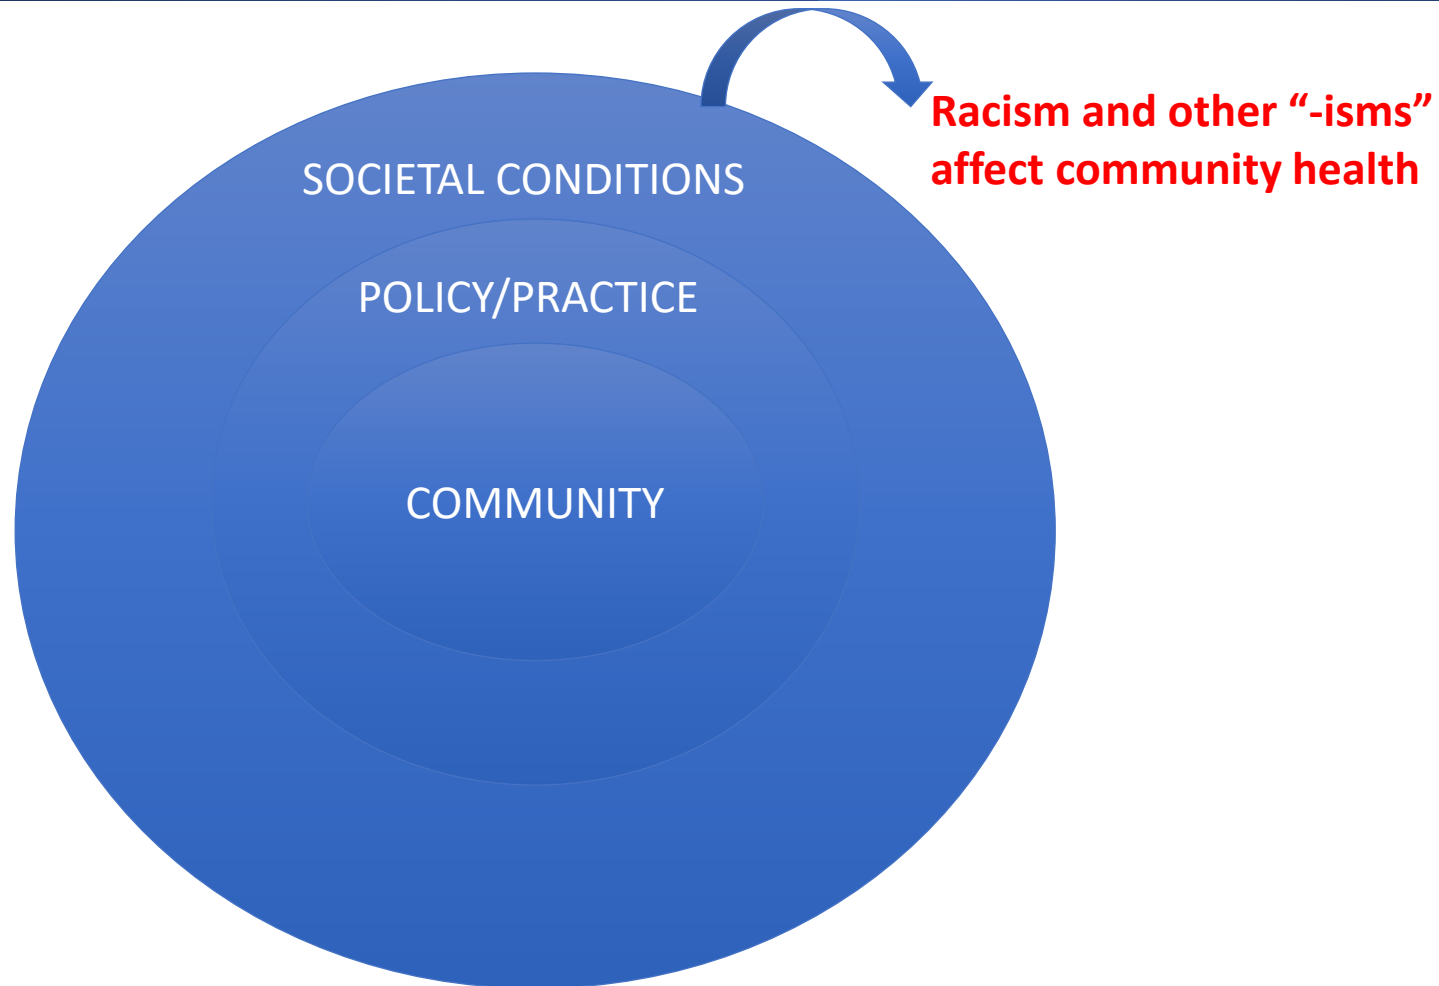 Racism and other “-isms”
affect community health
SOCIETAL CONDITIONS
POLICY/PRACTICE
COMMUNITY